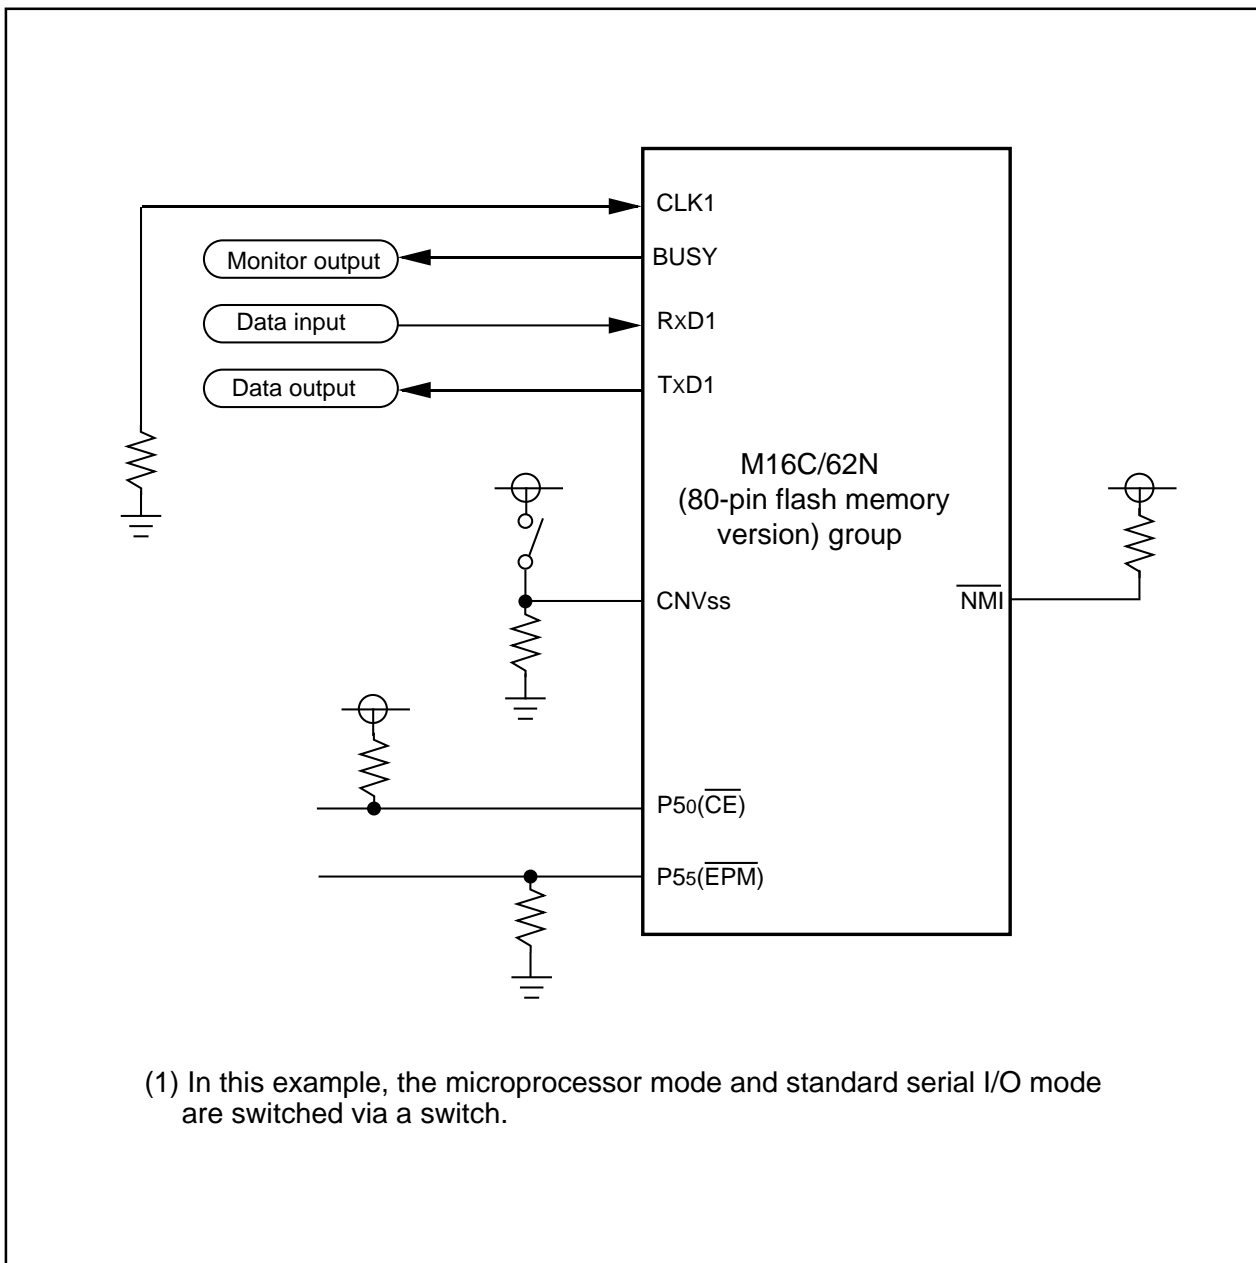 CLK1
Monitor output
BUSY
Data input
RxD1
Data output
TxD1
M16C/62N
(80-pin flash memory
version) group
CNVss
NMI
P50(CE)
P55(EPM)
(1) In this example, the microprocessor mode and standard serial I/O mode
are switched via a switch.